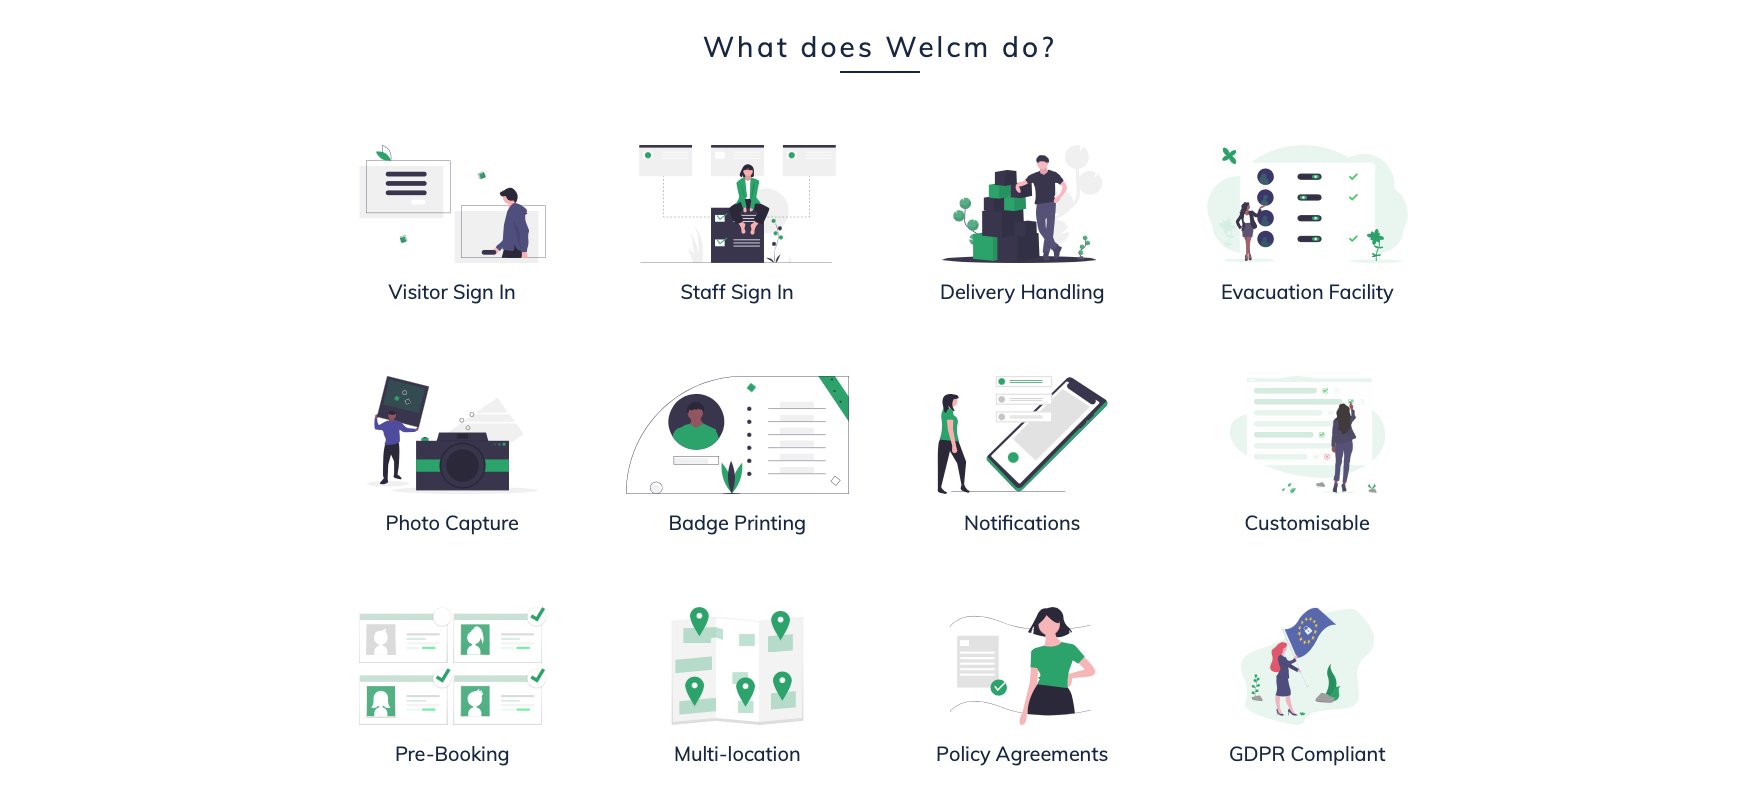 What does Welcm do?
Visitor Sign In
Staff Sign In
Delivery Handling
Evacuation Facility
Photo Capture
Badge Printing
Notifications
Customisable
Pre-Booking
Multi-location
Policy Agreements
GDPR Compliant